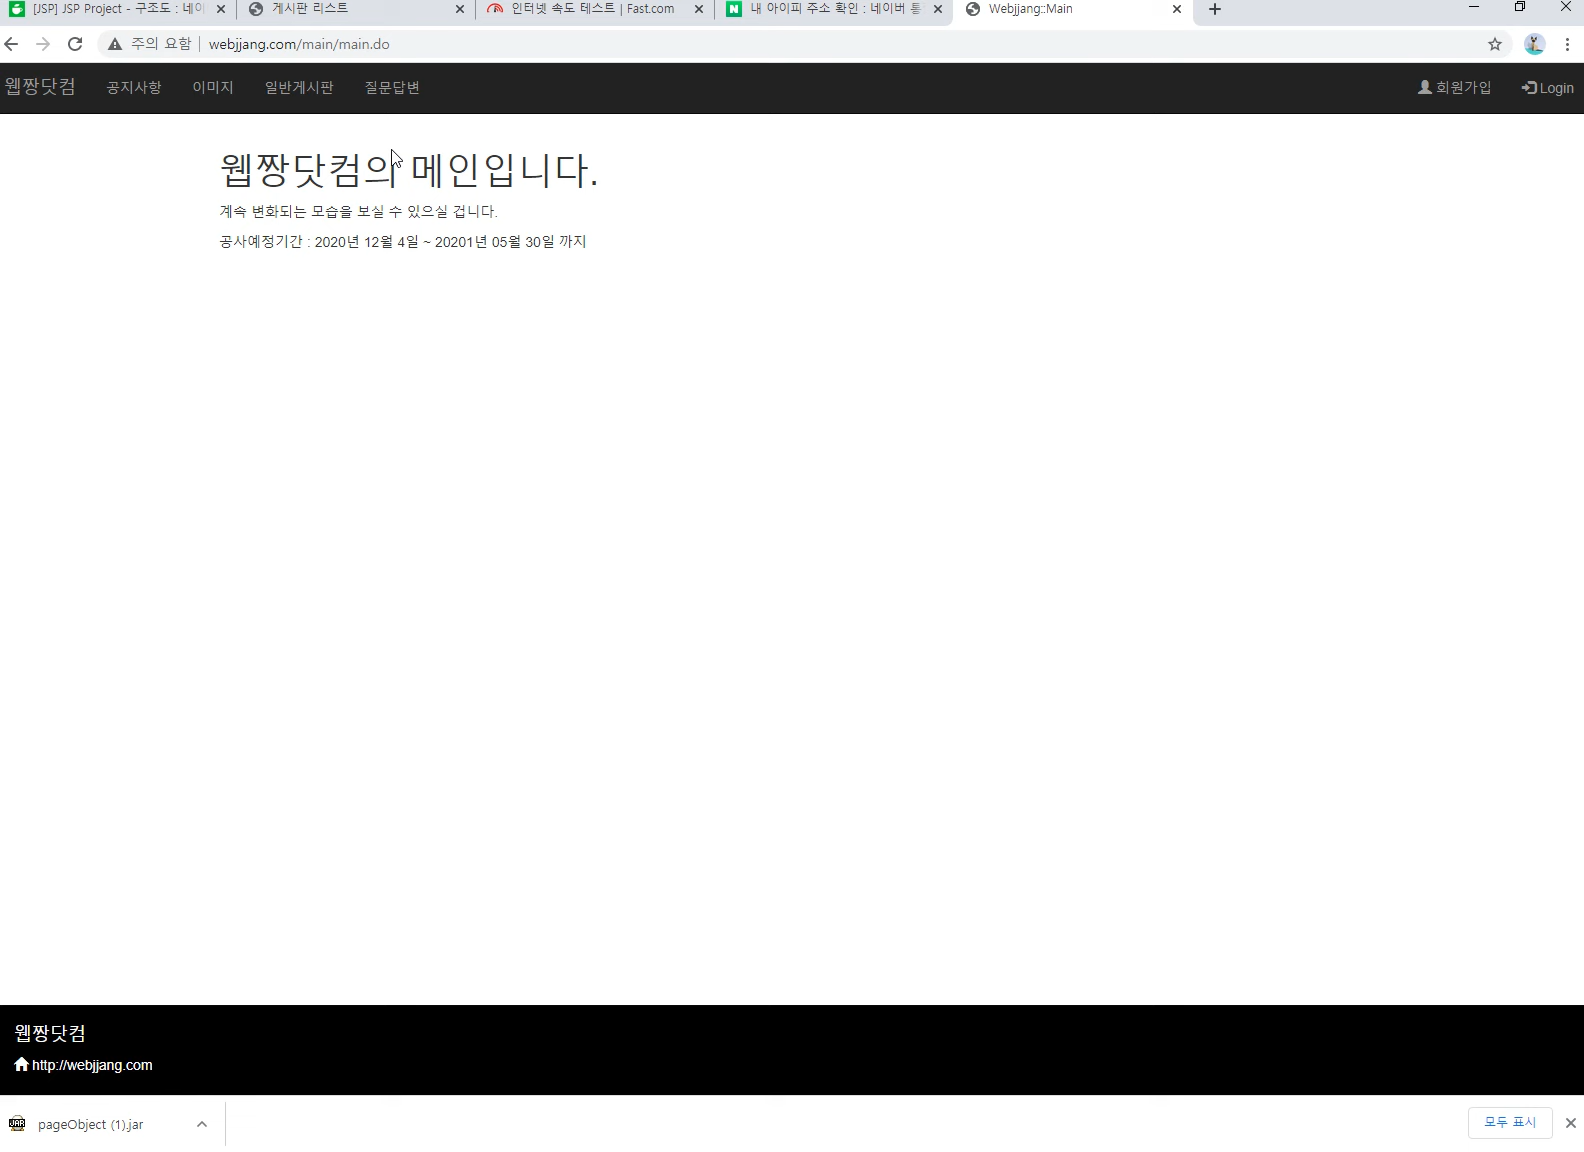 [JSP] JSP Project - 구조도 : 네이
게시판 리스트
인터넷 속도 테스트 | Fast.com
내 아이피 주소 확인 : 네이버 통
Webjjang::Main
주의 요함 | webjjang.com/main/main.do
웹짱닷컴 공지사항 이미지 일반게시판 질문답변 회원가입 Login
웹짱닷컴의 메인입니다.
계속 변화되는 모습을 보실 수 있으실 겁니다.
공사예정기간 : 2020년 12월 4일 ~ 20201년 05월 30일 까지
웹짱닷컴
http://webjjang.com
pageObject (1).jar
모두 표시